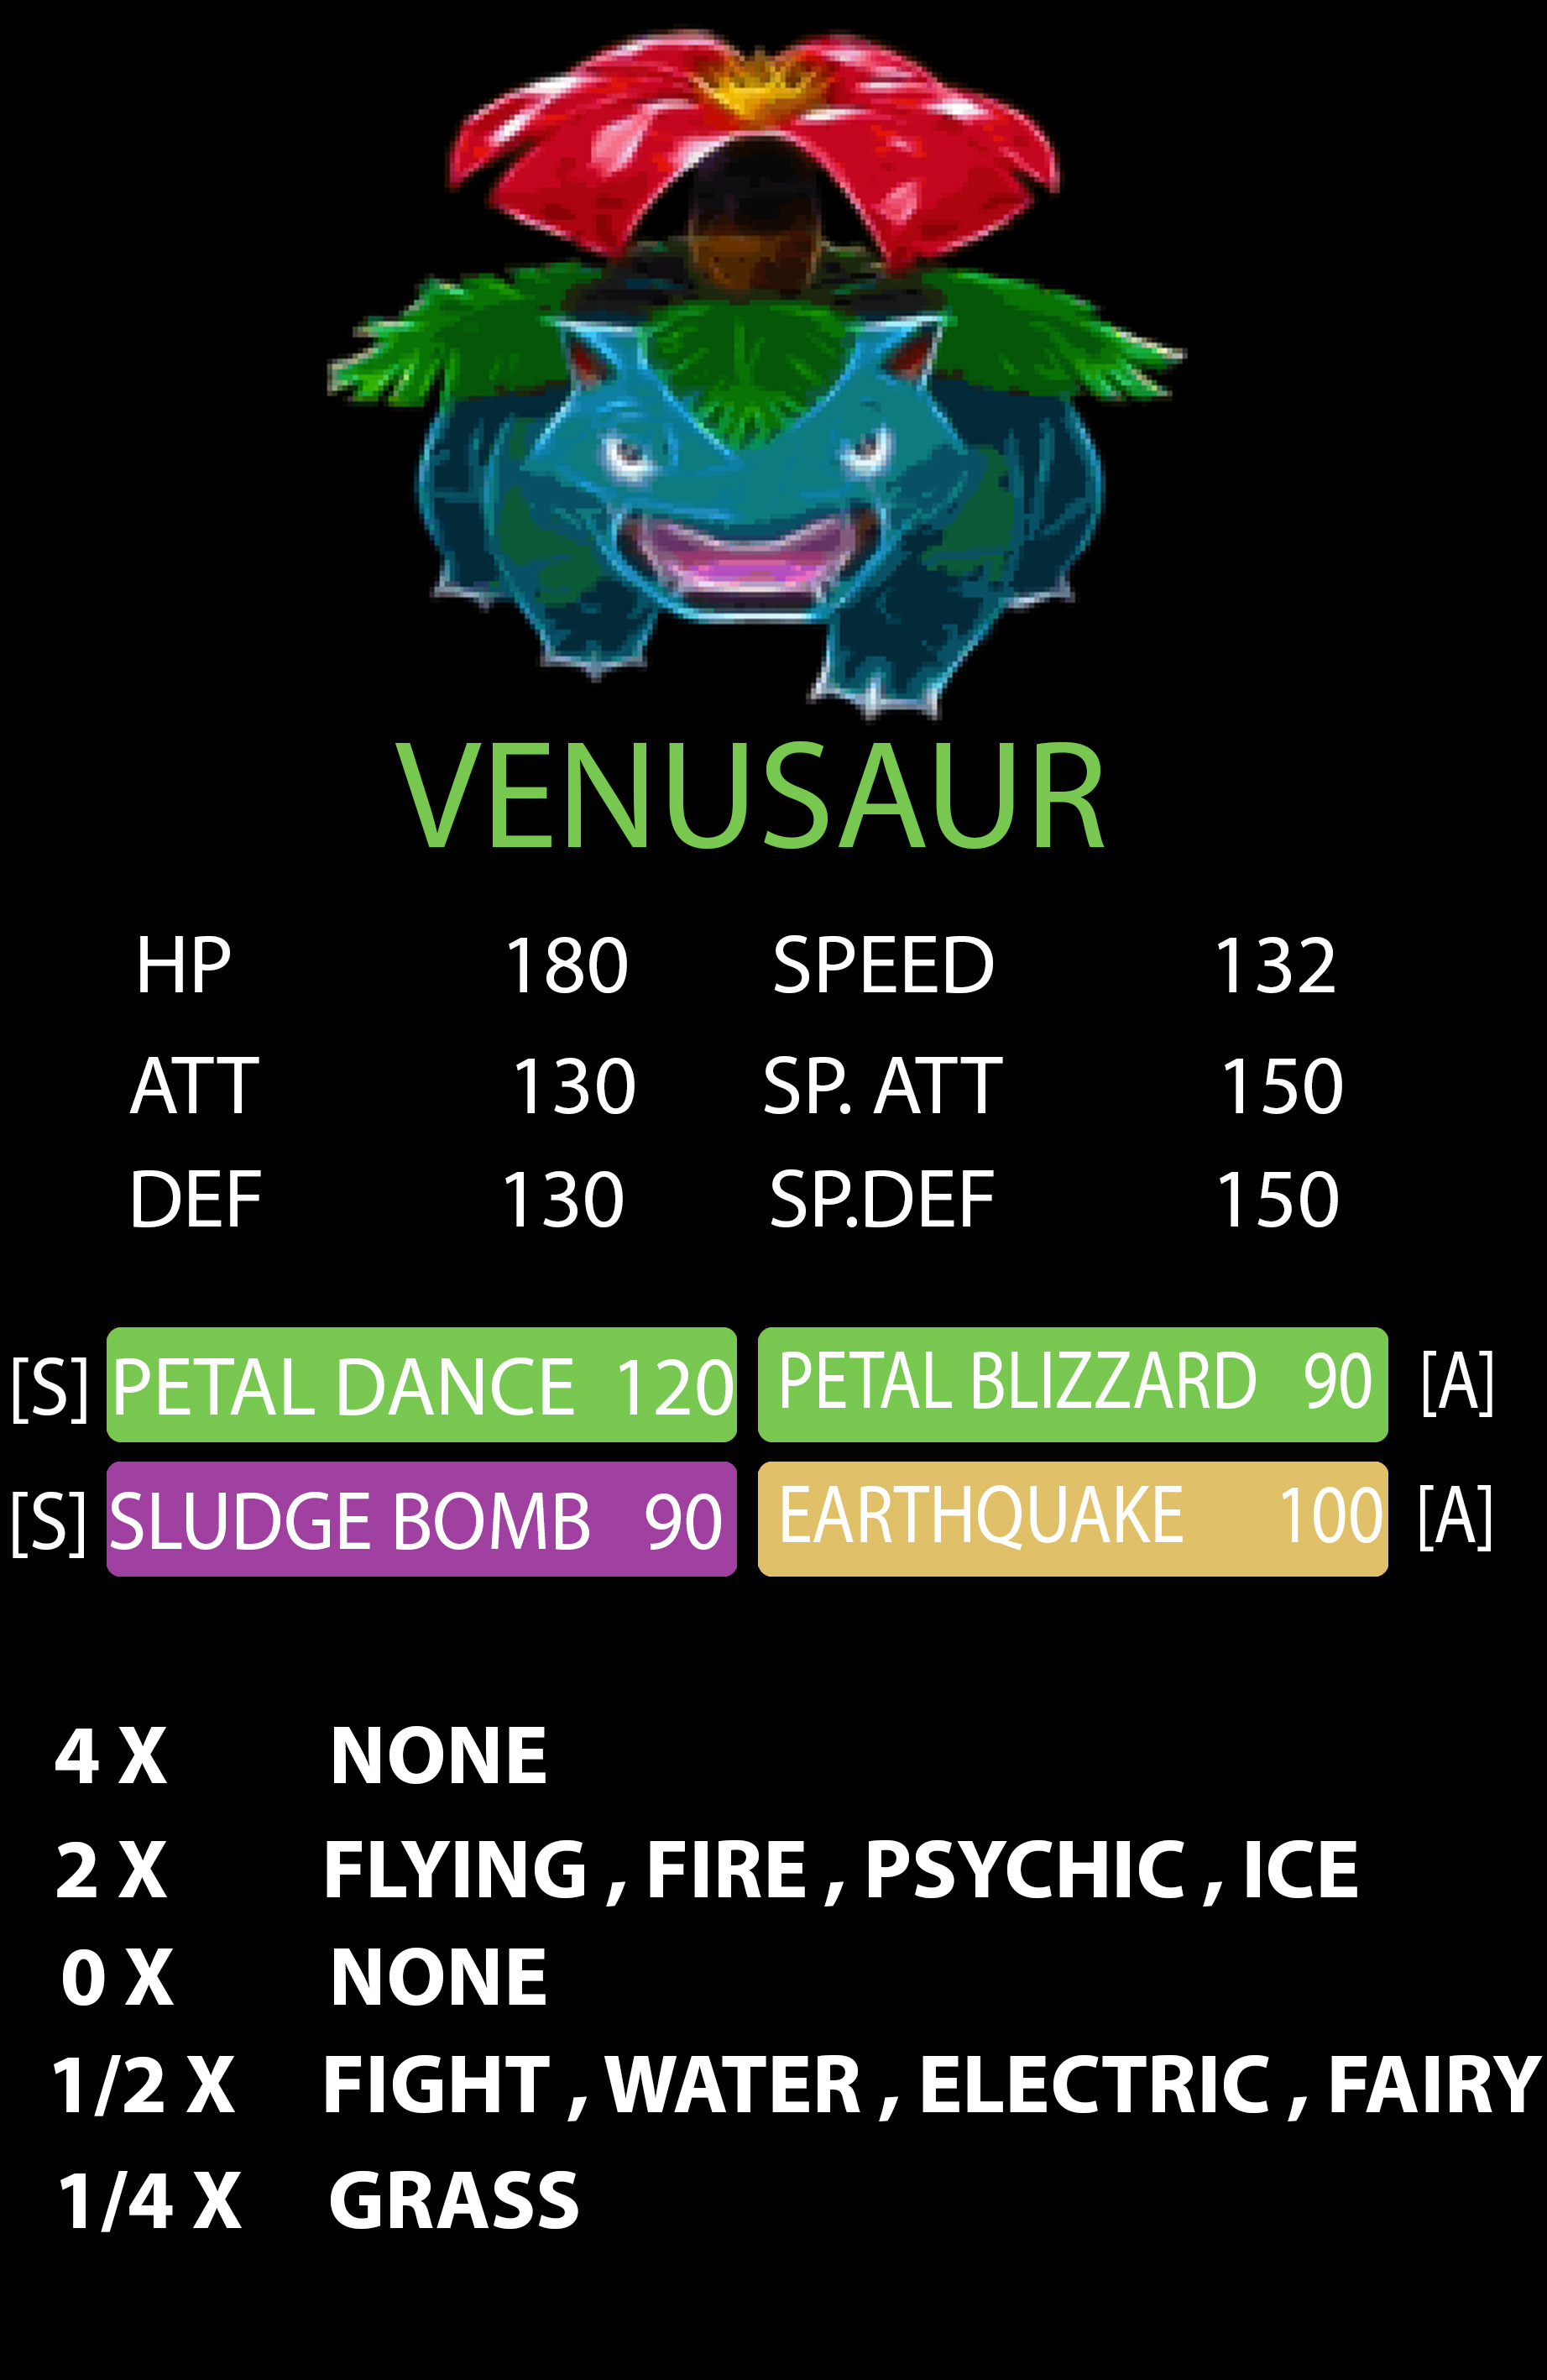 VENUSAUR
HP 180 SPEED 132
ATT 130 SP. ATT 150
DEF 130 SP.DEF 150
[S] PETAL DANCE 120 PETAL BLIZZARD 90 [A]
[S] SLUDGE BOMB 90 EARTHQUAKE 100 [A]
4 X NONE
2 X FLYING , FIRE , PSYCHIC , ICE
0 X NONE
1/2 X FIGHT , WATER , ELECTRIC , FAIRY
1/4 X GRASS